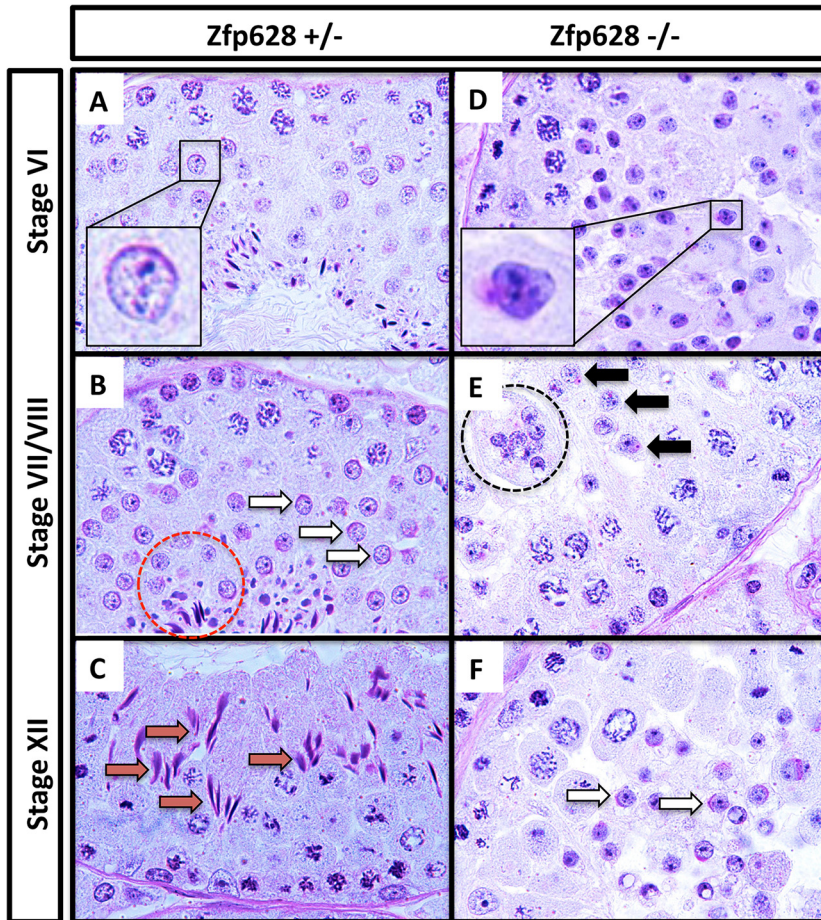 Zfp628 +/-
Zfp628 -/-
Stage VI
Stage VII/VIII
Stage XII
A
D
B
E
C
F